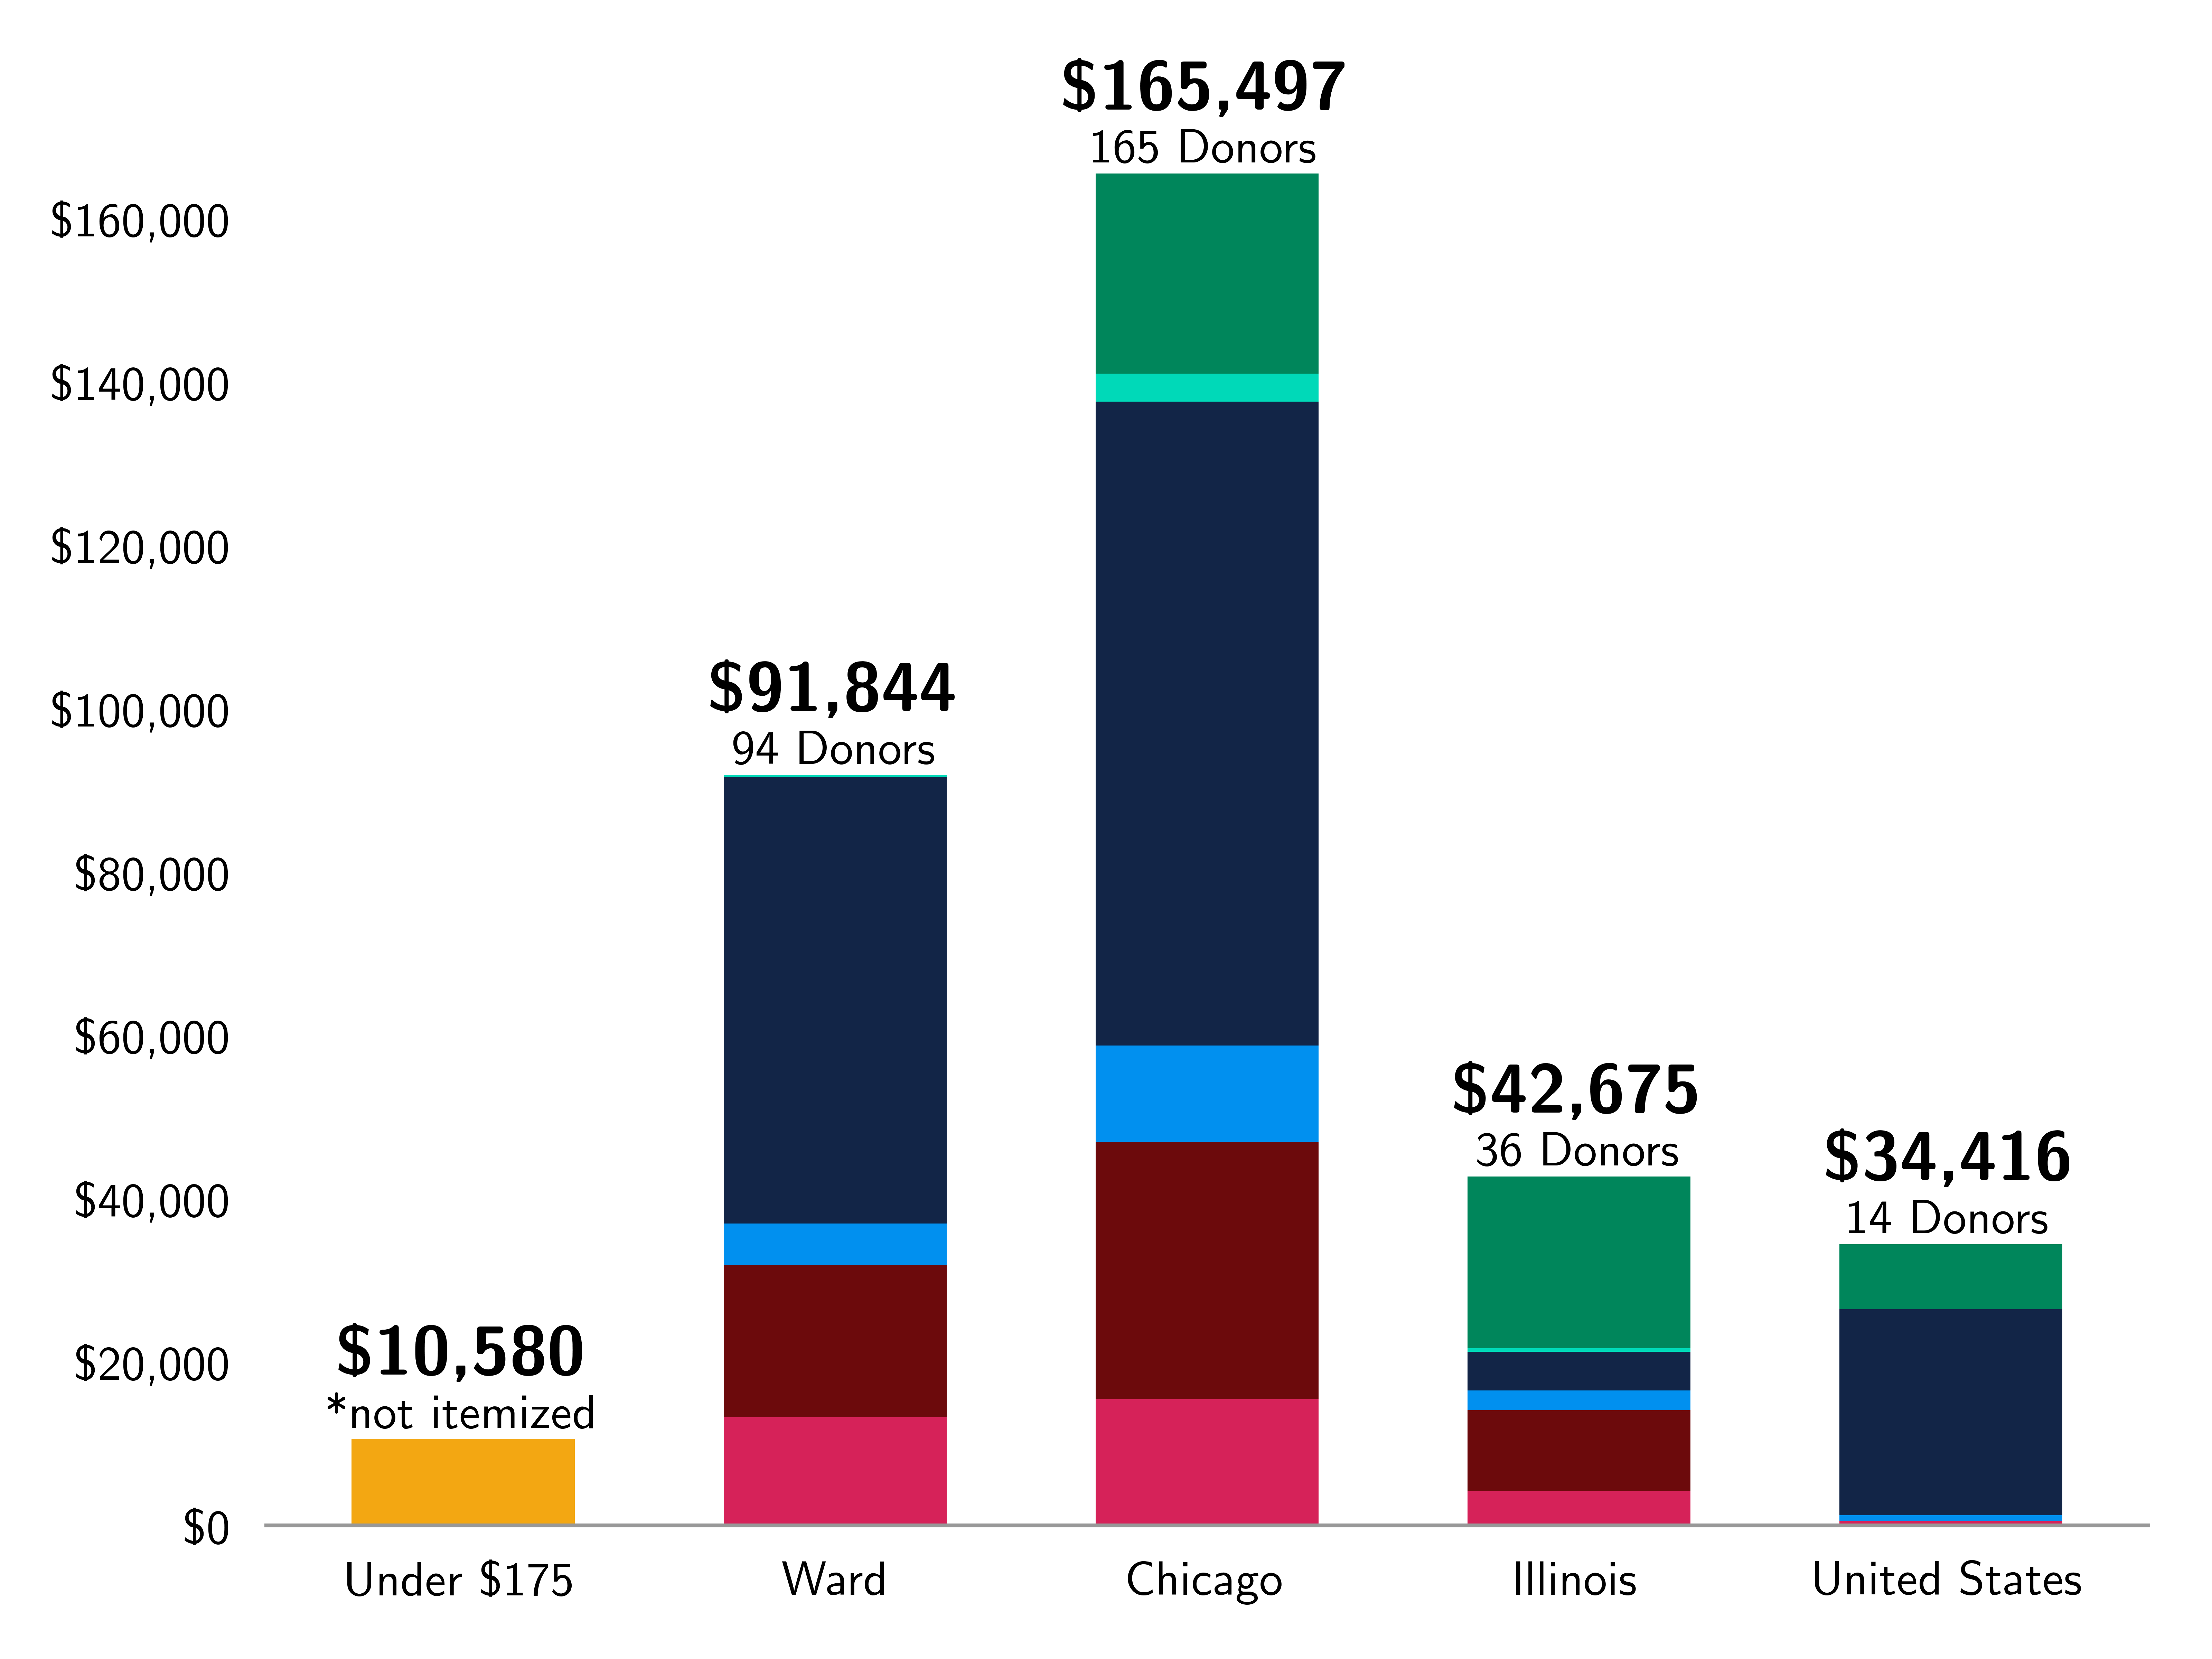 $165,497
165 Donors
$160,000
$140,000
$120,000
$91,844
94 Donors
$100,000
$80,000
$60,000
$42,675
36 Donors
$34,416
14 Donors
$40,000
$20,000
$10,580
*not itemized
$0
Under $175
Ward
Chicago
Illinois
United States